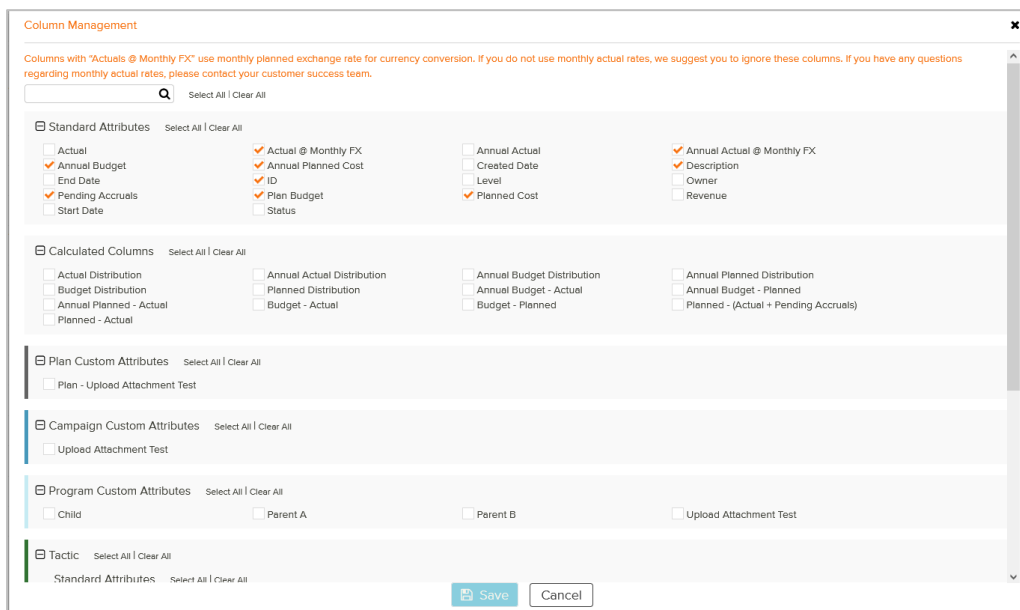 Column Management
Columns with "Actuals @ Monthly FX" use monthly planned exchange rate for currency conversion. If you do not use monthly actual rates, we suggest you to ignore these columns. If you have any questions
regarding monthly actual rates, please contact your customer success team.
Select All | Clear All
Standard Attributes Select All | Clear All
Actual Actual @ Monthly FX Annual Actual Annual Actual @ Monthly FX
Annual Budget Annual Planned Cost Created Date Description
End Date ID Level Owner
Pending Accruals Plan Budget Planned Cost Revenue
Start Date Status
Calculated Columns Select All | Clear All
Actual Distribution Annual Actual Distribution Annual Budget Distribution Annual Planned Distribution
Budget Distribution Planned Distribution Annual Budget - Actual Annual Budget - Planned
Annual Planned - Actual Budget - Actual Budget - Planned Planned - (Actual + Pending Accruals)
Planned - Actual
Plan Custom Attributes Select All | Clear All
Plan - Upload Attachment Test
Campaign Custom Attributes Select All | Clear All
Upload Attachment Test
Program Custom Attributes Select All | Clear All
Child Parent A Parent B Upload Attachment Test
Tactic Select All | Clear All
Standard Attributes Select All | Clear All
Save Cancel